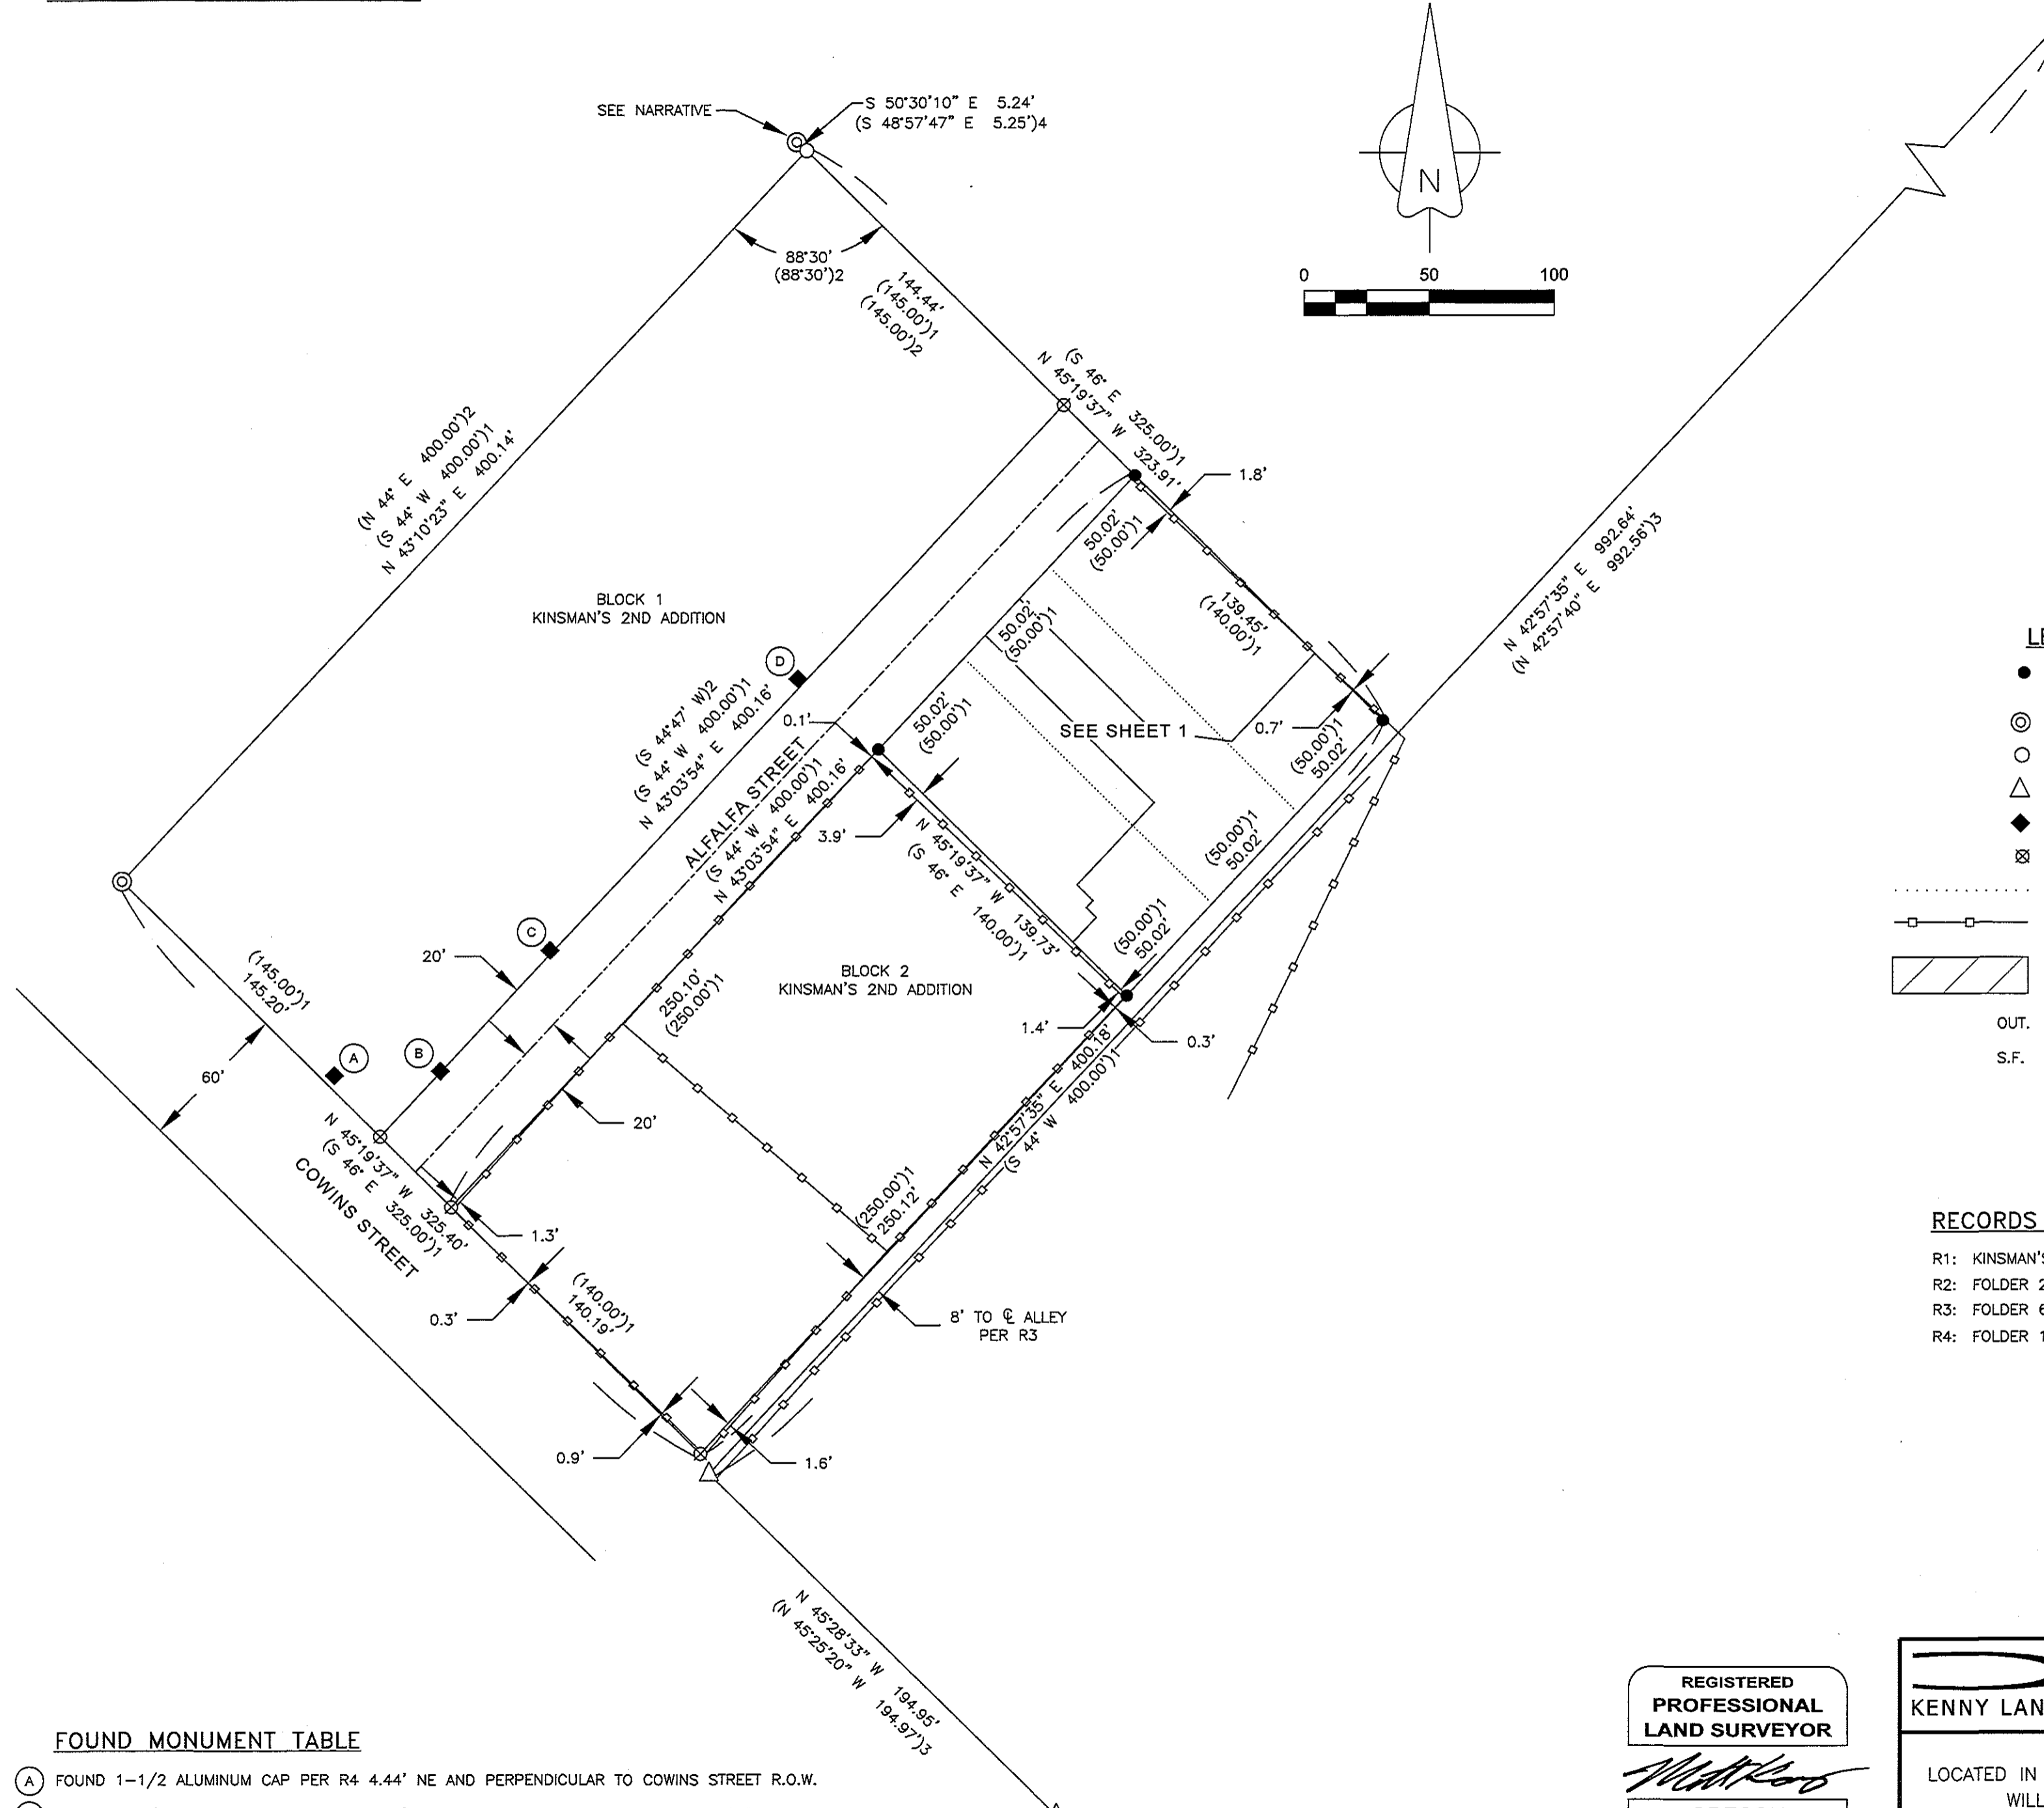 SEE NARRATIVE
S 50°30'10" E 5.24'
(S 48°57'47" E 5.25')4
N
0 50 100
88°30'
(88°30')2
144.44'
(145.00')1
(145.00')2
(S 46° E 325.00')1
N 45°19'37" W 323.91'
1.8'
(N 44° E 400.00')2
(S 44° W 400.00')1
N 43°10'23" E 400.14'
50.02'
(50.00')1
139.45'
(140.00')1
N 42°57'35" E 992.64'
(N 42°57'40" E 992.56')3
BLOCK 1
KINSMAN'S 2ND ADDITION
50.02'
(50.00')1
D
(S 44°47' W)2
(S 44° W 400.00')1
N 43°03'54" E 400.16'
0.1'
50.02'
(50.00')1
SEE SHEET 1
0.7'
(50.00')1
50.02'
ALFALFA STREET
(S 44° W 400.00')1
N 43°03'54" E 400.16'
3.9'
N 45°19'37" W 139.73'
(S 46° E 140.00')1
(50.00')1
50.02'
(50.00')1
50.02'
C
20'
(145.00')1
145.20'
250.10'
(250.00')1
BLOCK 2
KINSMAN'S 2ND ADDITION
1.4'
0.3'
A
B
60'
20'
N 42°57'35" E 400.18'
(S 44° W 400.00')1
N 45°19'37" W 325.40'
(S 46° E 325.00')1
COWINS STREET
1.3'
(250.00')1
250.12'
0.3'
(140.00')1
140.19'
8' TO ℄ ALLEY
PER R3
0.9'
1.6'
N 45°28'33" W 194.95'
(N 45°25'20" W 194.97')3
OUT.
S.F.
RECORDS
R1: KINSMAN'S
R2: FOLDER 2
R3: FOLDER 6
R4: FOLDER 1
FOUND MONUMENT TABLE
A FOUND 1-1/2 ALUMINUM CAP PER R4 4.44' NE AND PERPENDICULAR TO COWINS STREET R.O.W.
REGISTERED
PROFESSIONAL
LAND SURVEYOR
KENNY LAN
LOCATED IN
WILL